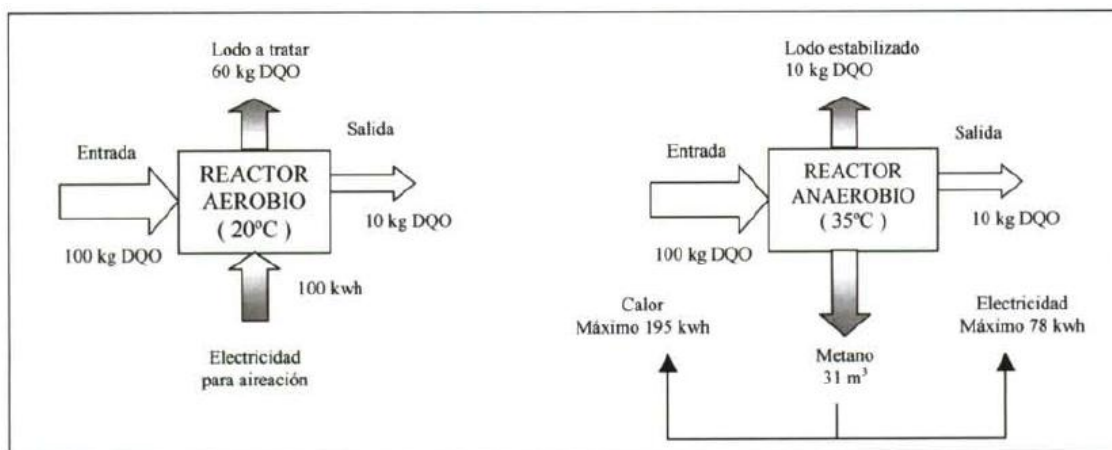 Lodo a tratar
60 kg DQO
Entrada
Salida
REACTOR
AEROBIO
( 20ºC )
100 kg DQO
10 kg DQO
100 kwh
Electricidad
para aireación
Lodo estabilizado
10 kg DQO
Entrada
Salida
REACTOR
ANAEROBIO
( 35ºC )
100 kg DQO
10 kg DQO
Calor
Máximo 195 kwh
Electricidad
Máximo 78 kwh
Metano
31 m³